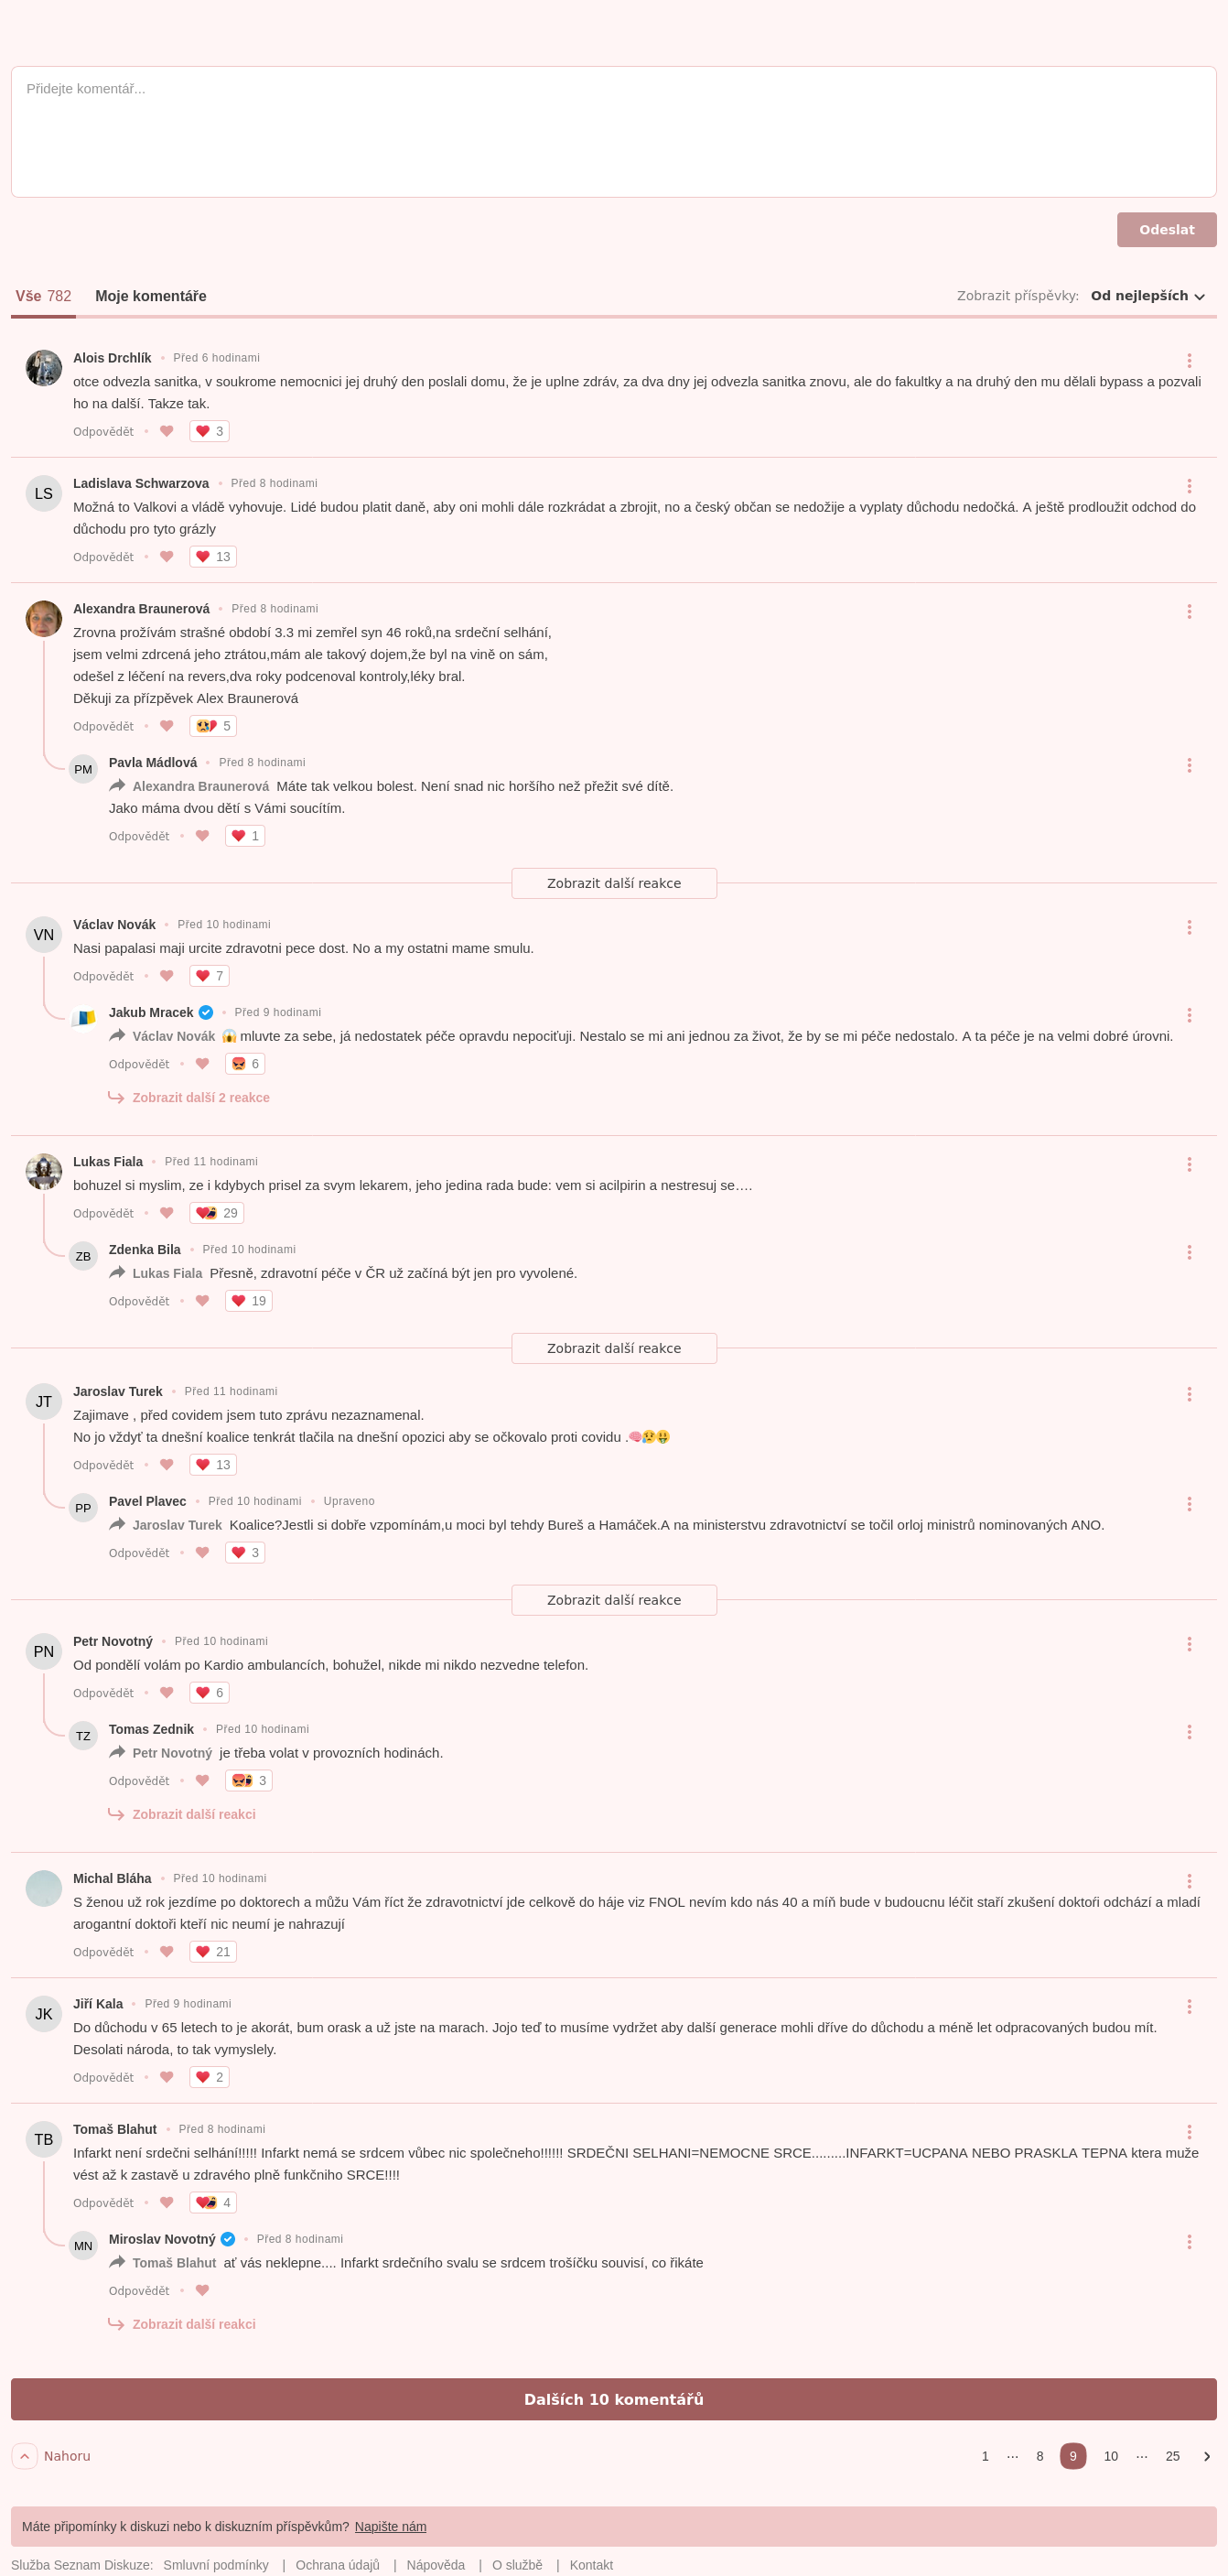 Přidejte komentář...
Odeslat
Vše 782 Moje komentáře Zobrazit příspěvky: Od nejlepších
Alois Drchlík • Před 6 hodinami
otce odvezla sanitka, v soukrome nemocnici jej druhý den poslali domu, že je uplne zdráv, za dva dny jej odvezla sanitka znovu, ale do fakultky a na druhý den mu dělali bypass a pozvali
ho na další. Takze tak.
Odpovědět • 3
LS
Ladislava Schwarzova • Před 8 hodinami
Možná to Valkovi a vládě vyhovuje. Lidé budou platit daně, aby oni mohli dále rozkrádat a zbrojit, no a český občan se nedožije a vyplaty důchodu nedočká. A ještě prodloužit odchod do
důchodu pro tyto grázly
Odpovědět • 13
Alexandra Braunerová • Před 8 hodinami
Zrovna prožívám strašné období 3.3 mi zemřel syn 46 roků,na srdeční selhání,
jsem velmi zdrcená jeho ztrátou,mám ale takový dojem,že byl na vině on sám,
odešel z léčení na revers,dva roky podcenoval kontroly,léky bral.
Děkuji za přízpěvek Alex Braunerová
Odpovědět • 5
PM
Pavla Mádlová • Před 8 hodinami
Alexandra Braunerová Máte tak velkou bolest. Není snad nic horšího než přežit své dítě.
Jako máma dvou dětí s Vámi soucítím.
Odpovědět • 1
Zobrazit další reakce
VN
Václav Novák • Před 10 hodinami
Nasi papalasi maji urcite zdravotni pece dost. No a my ostatni mame smulu.
Odpovědět • 7
Jakub Mracek • Před 9 hodinami
Václav Novák 😱 mluvte za sebe, já nedostatek péče opravdu nepociťuji. Nestalo se mi ani jednou za život, že by se mi péče nedostalo. A ta péče je na velmi dobré úrovni.
Odpovědět • 6
Zobrazit další 2 reakce
Lukas Fiala • Před 11 hodinami
bohuzel si myslim, ze i kdybych prisel za svym lekarem, jeho jedina rada bude: vem si acilpirin a nestresuj se….
Odpovědět • 29
ZB
Zdenka Bila • Před 10 hodinami
Lukas Fiala Přesně, zdravotní péče v ČR už začíná být jen pro vyvolené.
Odpovědět • 19
Zobrazit další reakce
JT
Jaroslav Turek • Před 11 hodinami
Zajimave , před covidem jsem tuto zprávu nezaznamenal.
No jo vždyť ta dnešní koalice tenkrát tlačila na dnešní opozici aby se očkovalo proti covidu .🧠😥🤑
Odpovědět • 13
PP
Pavel Plavec • Před 10 hodinami • Upraveno
Jaroslav Turek Koalice?Jestli si dobře vzpomínám,u moci byl tehdy Bureš a Hamáček.A na ministerstvu zdravotnictví se točil orloj ministrů nominovaných ANO.
Odpovědět • 3
Zobrazit další reakce
PN
Petr Novotný • Před 10 hodinami
Od pondělí volám po Kardio ambulancích, bohužel, nikde mi nikdo nezvedne telefon.
Odpovědět • 6
TZ
Tomas Zednik • Před 10 hodinami
Petr Novotný je třeba volat v provozních hodinách.
Odpovědět • 3
Zobrazit další reakci
Michal Bláha • Před 10 hodinami
S ženou už rok jezdíme po doktorech a můžu Vám říct že zdravotnictví jde celkově do háje viz FNOL nevím kdo nás 40 a míň bude v budoucnu léčit staří zkušení doktoři odchází a mladí
arogantní doktoři kteří nic neumí je nahrazují
Odpovědět • 21
JK
Jiří Kala • Před 9 hodinami
Do důchodu v 65 letech to je akorát, bum orask a už jste na marach. Jojo teď to musíme vydržet aby další generace mohli dříve do důchodu a méně let odpracovaných budou mít.
Desolati národa, to tak vymyslely.
Odpovědět • 2
TB
Tomaš Blahut • Před 8 hodinami
Infarkt není srdečni selhání!!!!! Infarkt nemá se srdcem vůbec nic společneho!!!!!! SRDEČNI SELHANI=NEMOCNE SRCE.........INFARKT=UCPANA NEBO PRASKLA TEPNA ktera muže
vést až k zastavě u zdravého plně funkčniho SRCE!!!!
Odpovědět • 4
MN
Miroslav Novotný • Před 8 hodinami
Tomaš Blahut ať vás neklepne.... Infarkt srdečního svalu se srdcem trošíčku souvisí, co řikáte
Odpovědět •
Zobrazit další reakci
Dalších 10 komentářů
Nahoru 1 ... 8 9 10 ... 25
Máte připomínky k diskuzi nebo k diskuzním příspěvkům? Napište nám
Služba Seznam Diskuze: Smluvní podmínky | Ochrana údajů | Nápověda | O službě | Kontakt